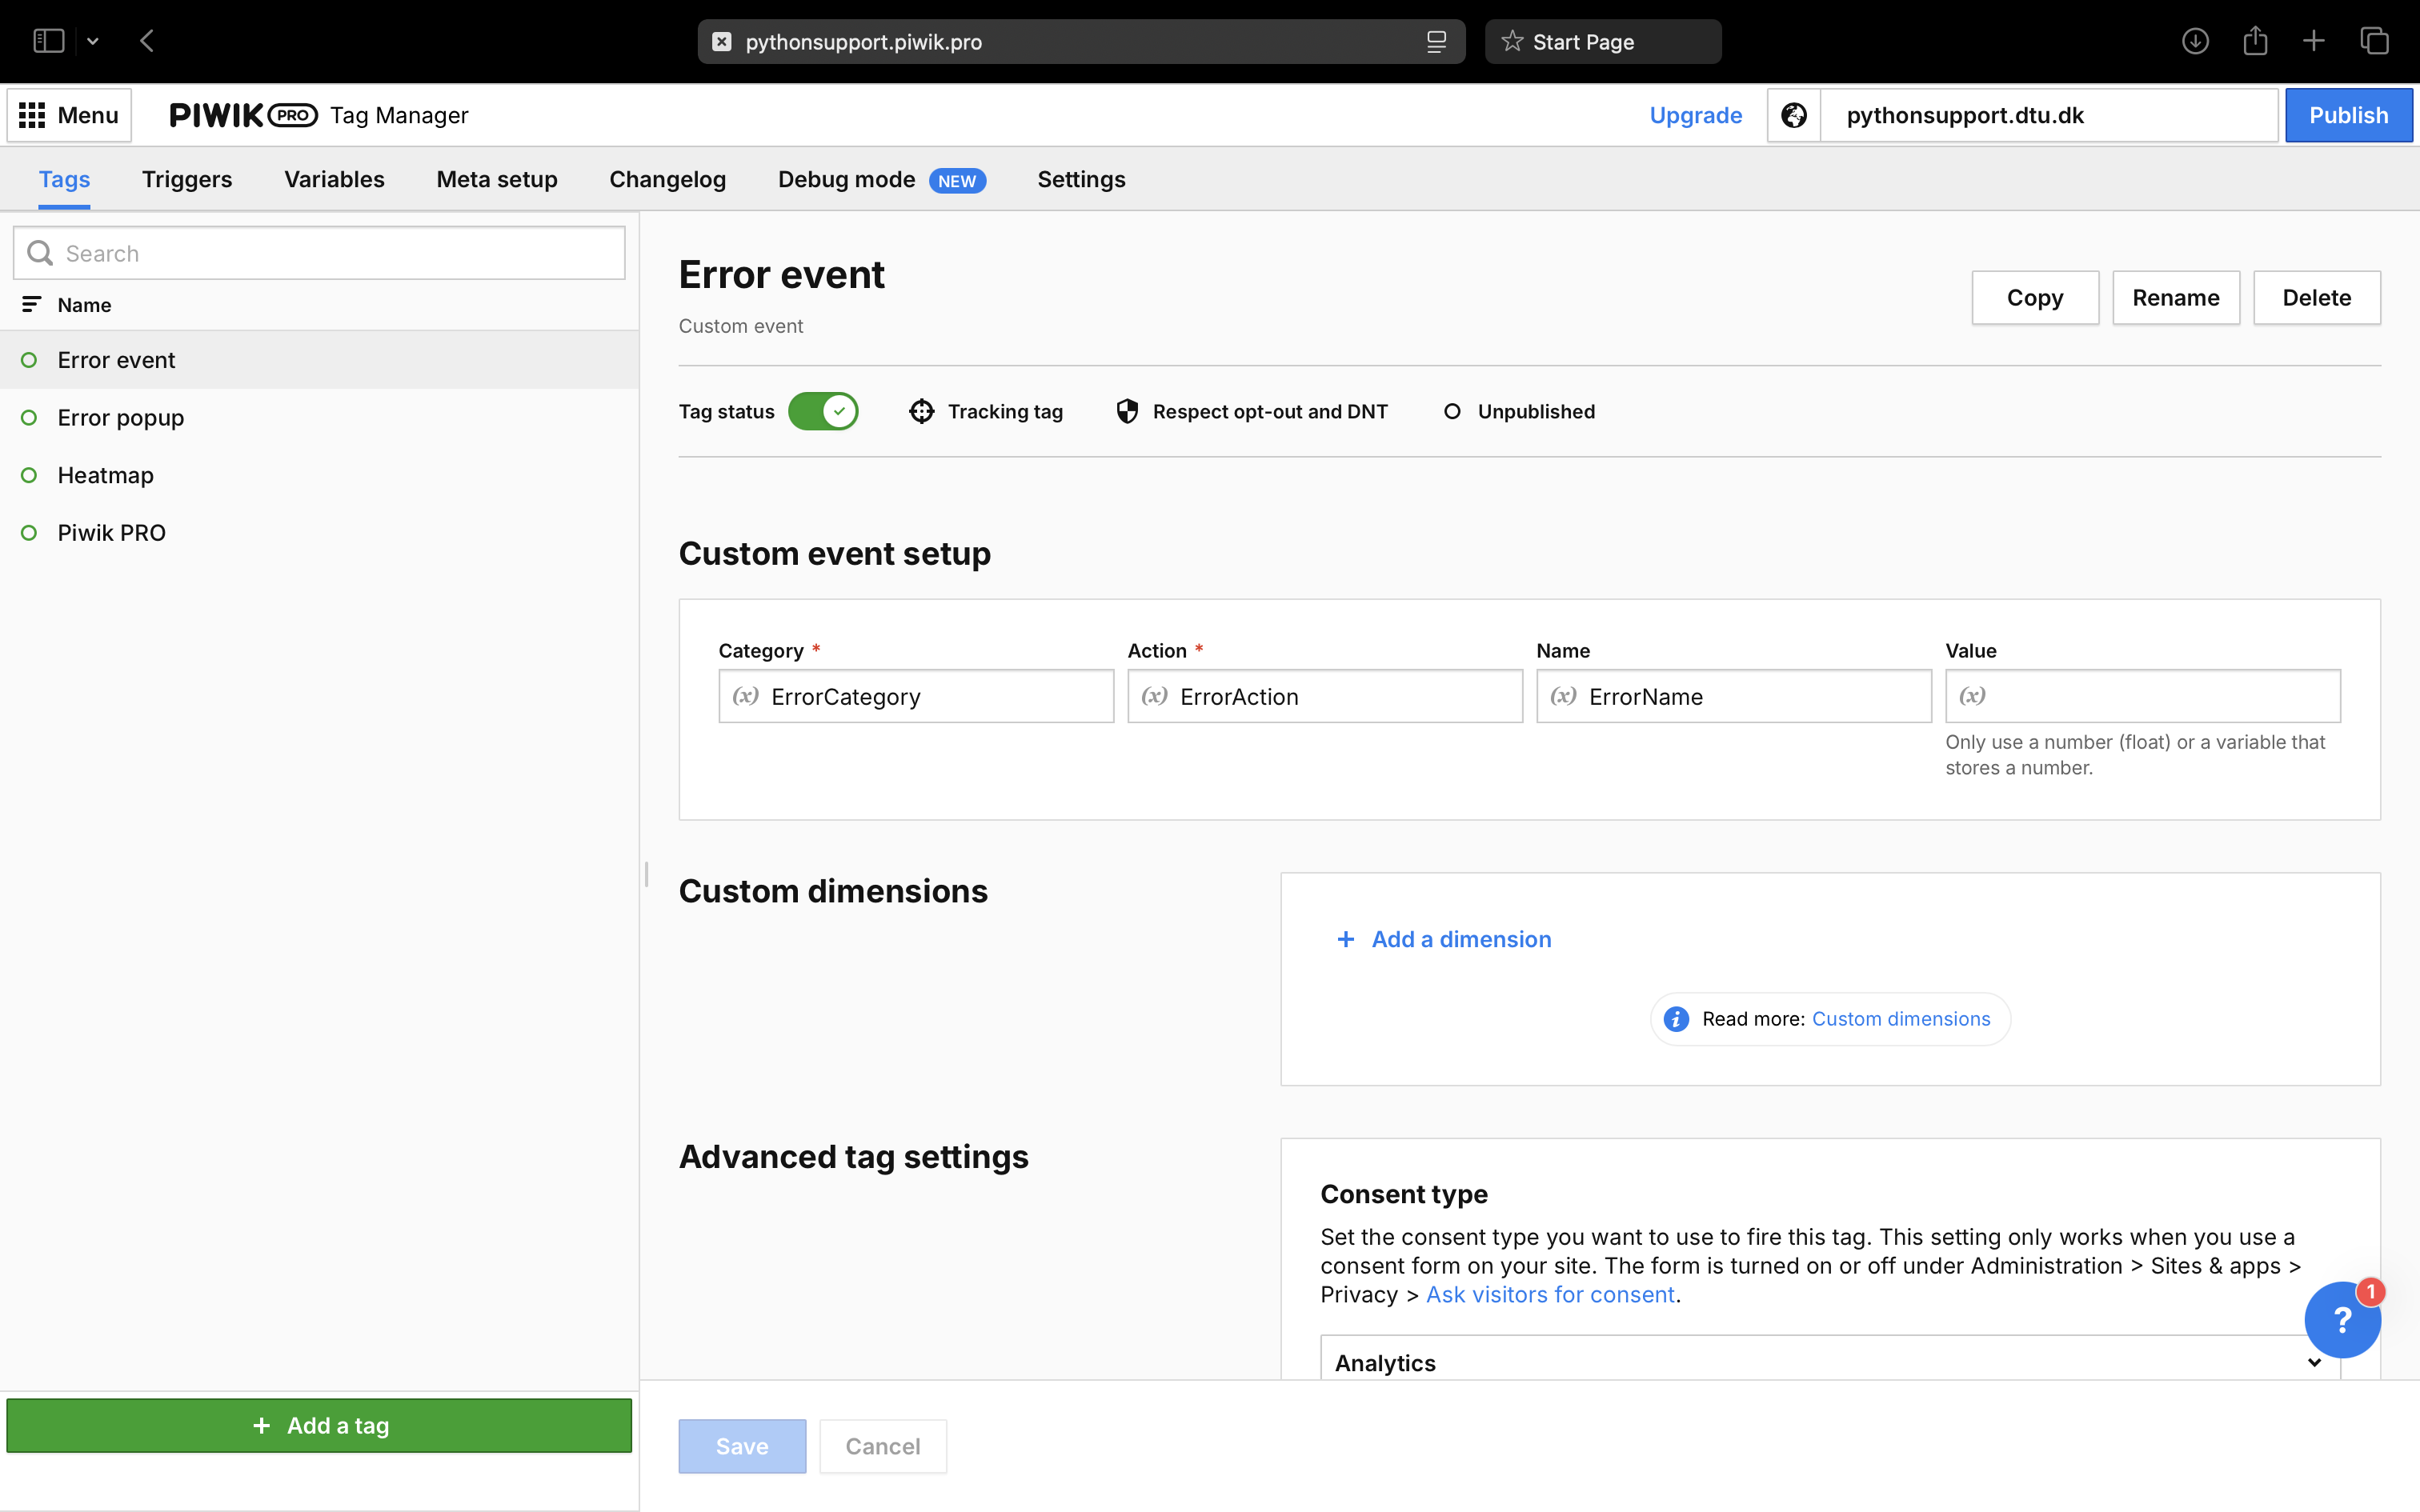 pythonsupport.piwik.pro
Start Page
Menu
PIWIK PRO Tag Manager
Upgrade
pythonsupport.dtu.dk
Publish
Tags
Triggers
Variables
Meta setup
Changelog
Debug mode NEW
Settings
Search
Name
Error event
Error popup
Heatmap
Piwik PRO
Add a tag
Error event
Custom event
Copy
Rename
Delete
Tag status
Tracking tag
Respect opt-out and DNT
Unpublished
Custom event setup
Category *
Action *
Name
Value
(x) ErrorCategory
(x) ErrorAction
(x) ErrorName
(x)
Only use a number (float) or a variable that
stores a number.
Custom dimensions
+ Add a dimension
Read more: Custom dimensions
Advanced tag settings
Consent type
Set the consent type you want to use to fire this tag. This setting only works when you use a
consent form on your site. The form is turned on or off under Administration > Sites & apps >
Privacy > Ask visitors for consent.
Analytics
? 1
Save
Cancel